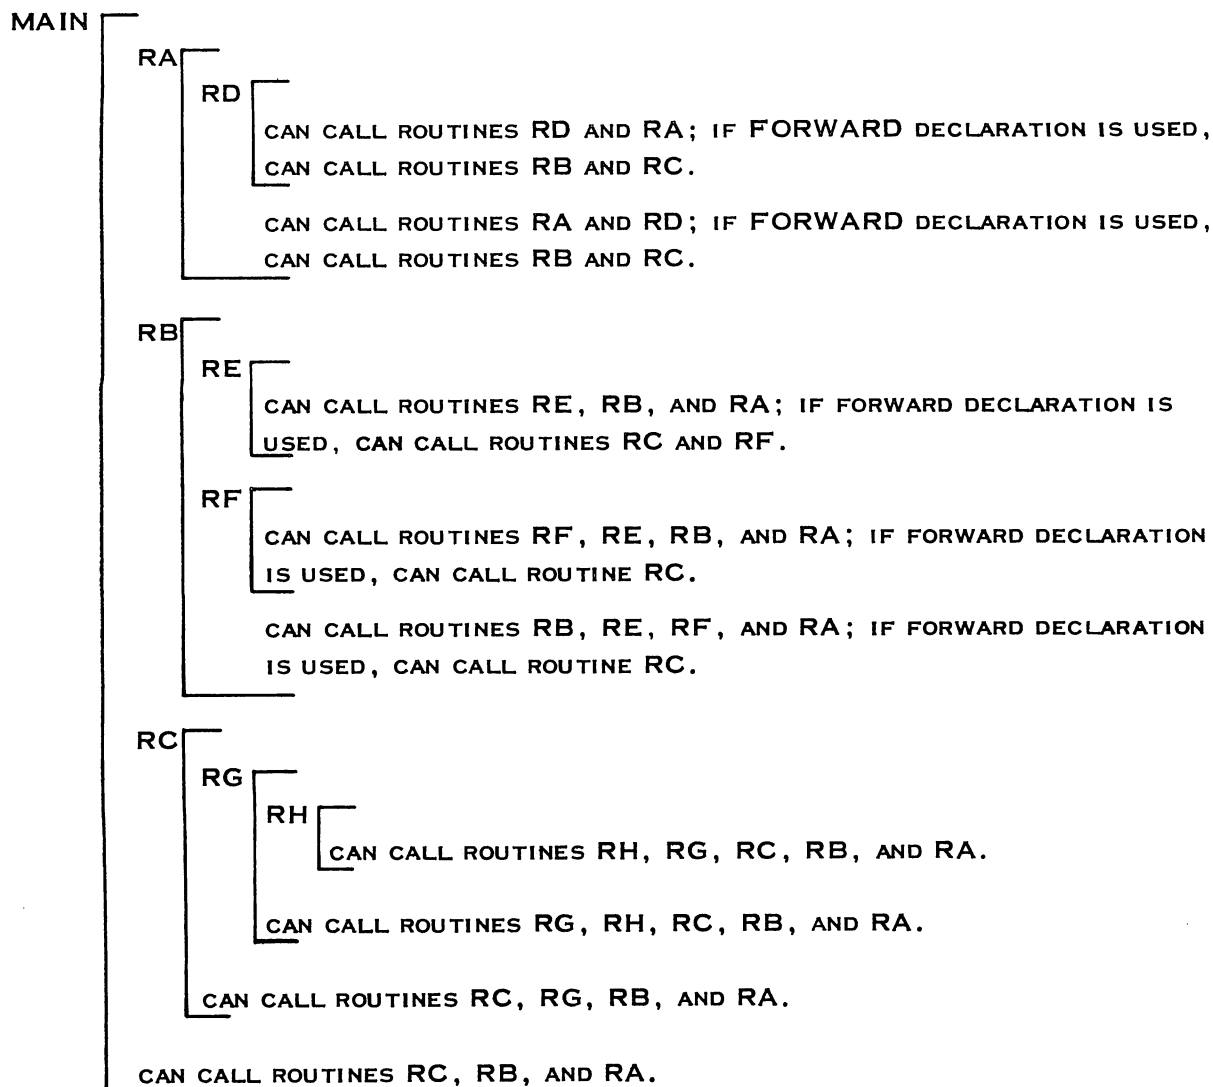 MAIN
RA
RD
CAN CALL ROUTINES RD AND RA; IF FORWARD DECLARATION IS USED,
CAN CALL ROUTINES RB AND RC.
CAN CALL ROUTINES RA AND RD; IF FORWARD DECLARATION IS USED,
CAN CALL ROUTINES RB AND RC.
RB
RE
CAN CALL ROUTINES RE, RB, AND RA; IF FORWARD DECLARATION IS
USED, CAN CALL ROUTINES RC AND RF.
RF
CAN CALL ROUTINES RF, RE, RB, AND RA; IF FORWARD DECLARATION
IS USED, CAN CALL ROUTINE RC.
CAN CALL ROUTINES RB, RE, RF, AND RA; IF FORWARD DECLARATION
IS USED, CAN CALL ROUTINE RC.
RC
RG
RH
CAN CALL ROUTINES RH, RG, RC, RB, AND RA.
CAN CALL ROUTINES RG, RH, RC, RB, AND RA.
CAN CALL ROUTINES RC, RG, RB, AND RA.
CAN CALL ROUTINES RC, RB, AND RA.